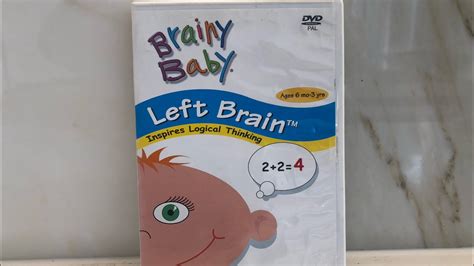 DVD
PAL
Brainy
Baby
Ages 6 mo-3 yrs
Left Brain™
Inspires Logical Thinking
2+2=4